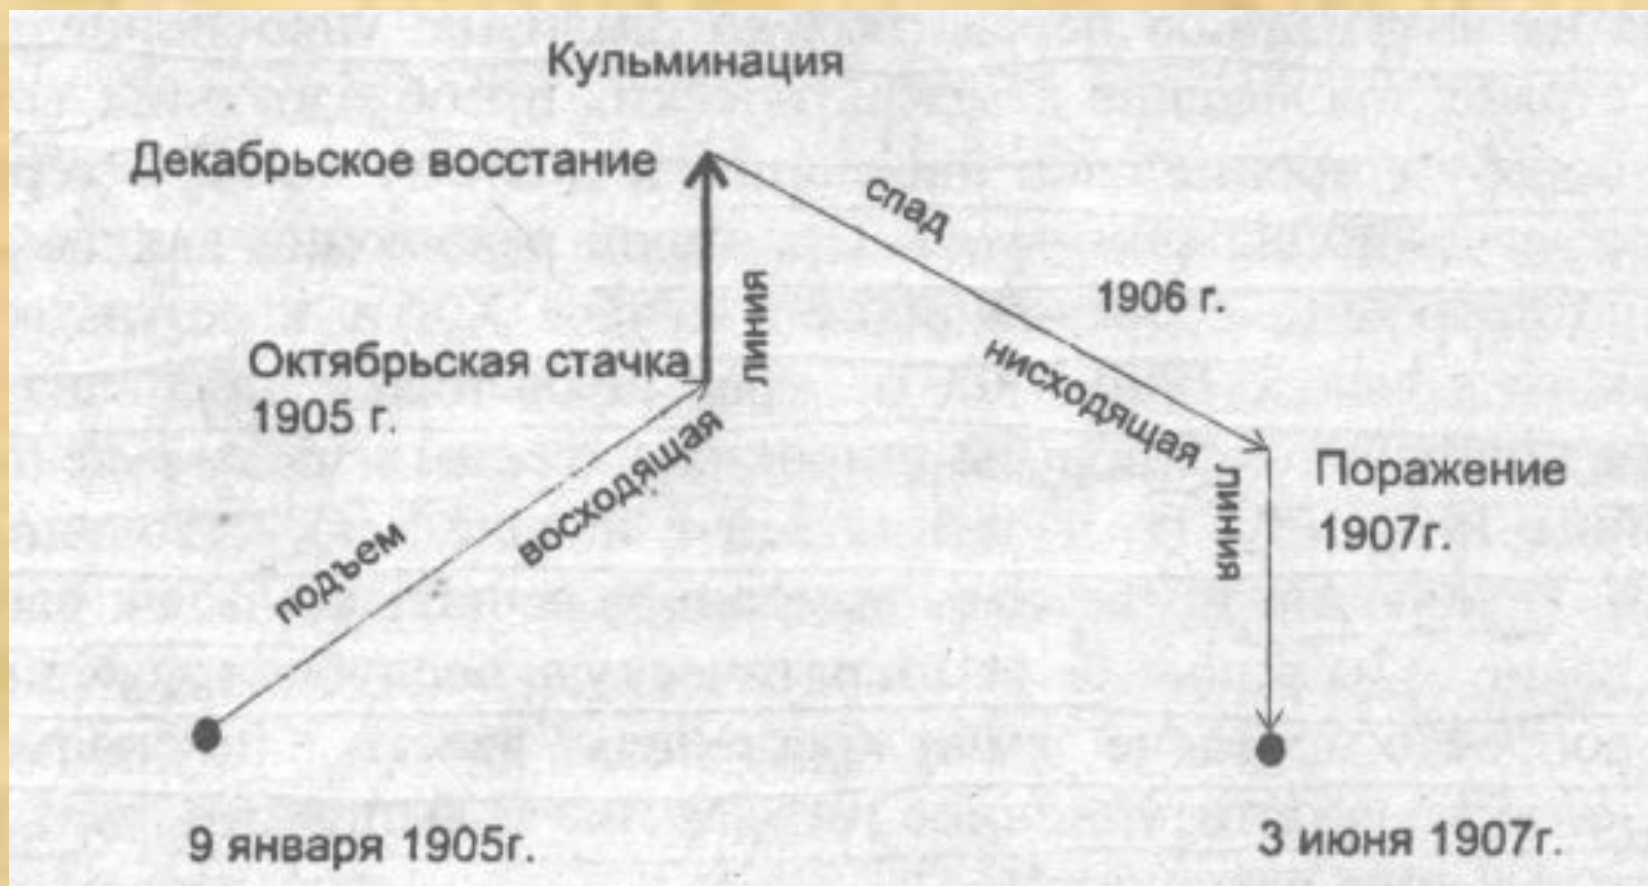 Кульминация
Декабрьское восстание
спад
1906 г.
линия
Октябрьская стачка
1905 г.
нисходящая
восходящая
линия
Поражение
1907г.
подъем
9 января 1905г.
3 июня 1907г.